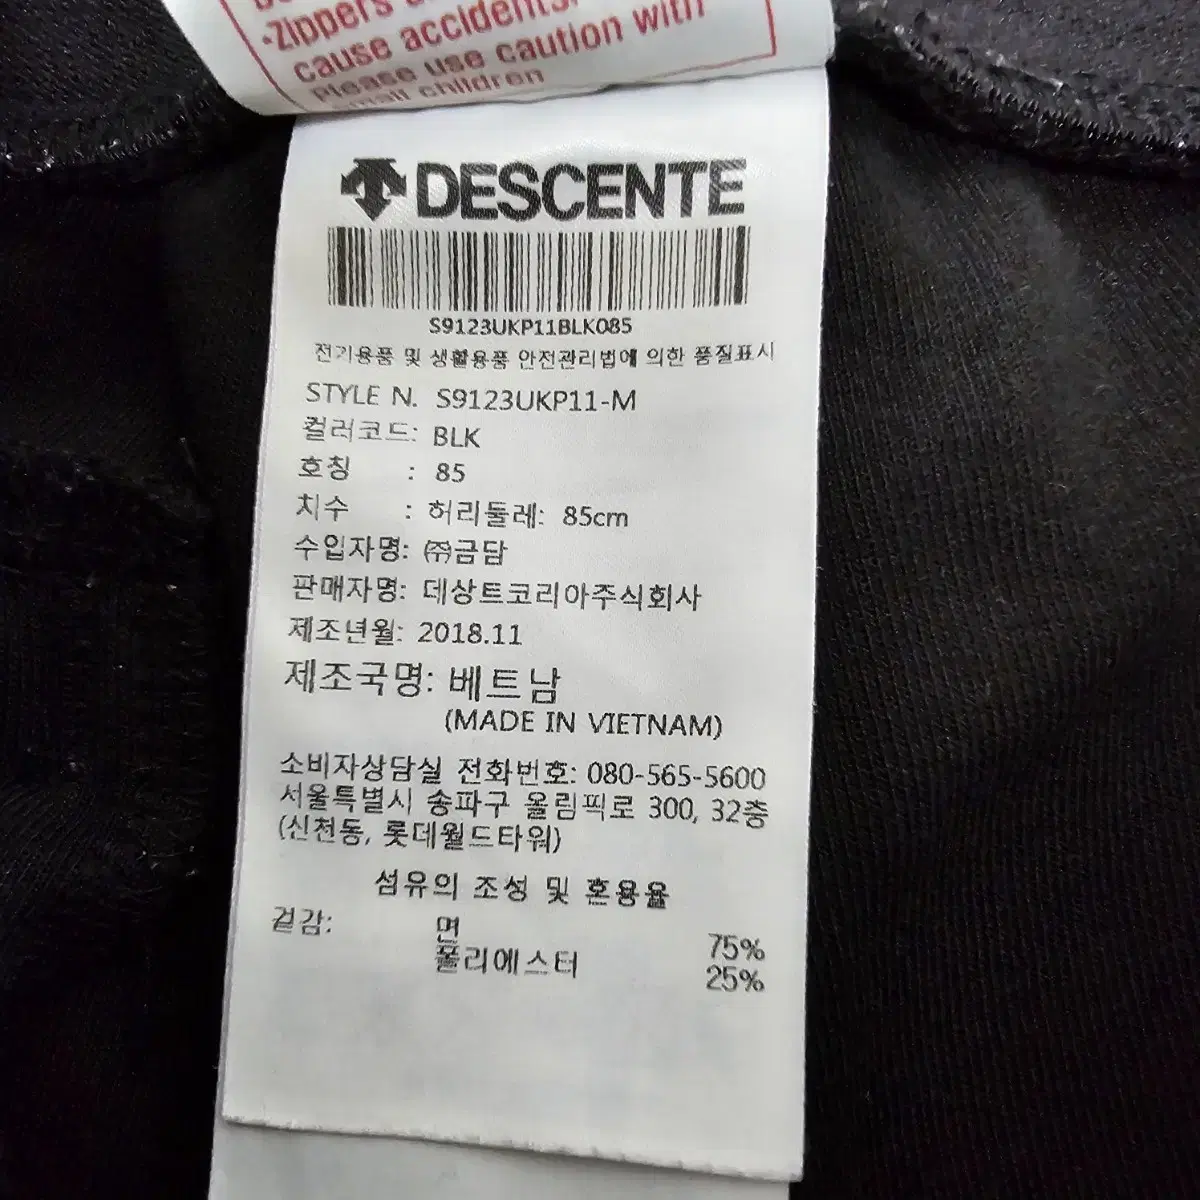 •Zippers
cause accidents.
Please use caution with
small children
DESCENTE
S9123UKP11BLK085
전기용품 및 생활용품 안전관리법에 의한 품질표시
STYLE N. S9123UKP11-M
컬러코드: BLK
호칭 : 85
치수 : 허리둘레: 85cm
수입자명: ㈜금담
판매자명: 데상트코리아주식회사
제조년월: 2018.11
제조국명: 베트남
(MADE IN VIETNAM)
소비자상담실 전화번호: 080-565-5600
서울특별시 송파구 올림픽로 300, 32층
(신천동, 롯데월드타워)
섬유의 조성 및 혼용율
겉감: 면 75%
폴리에스터 25%